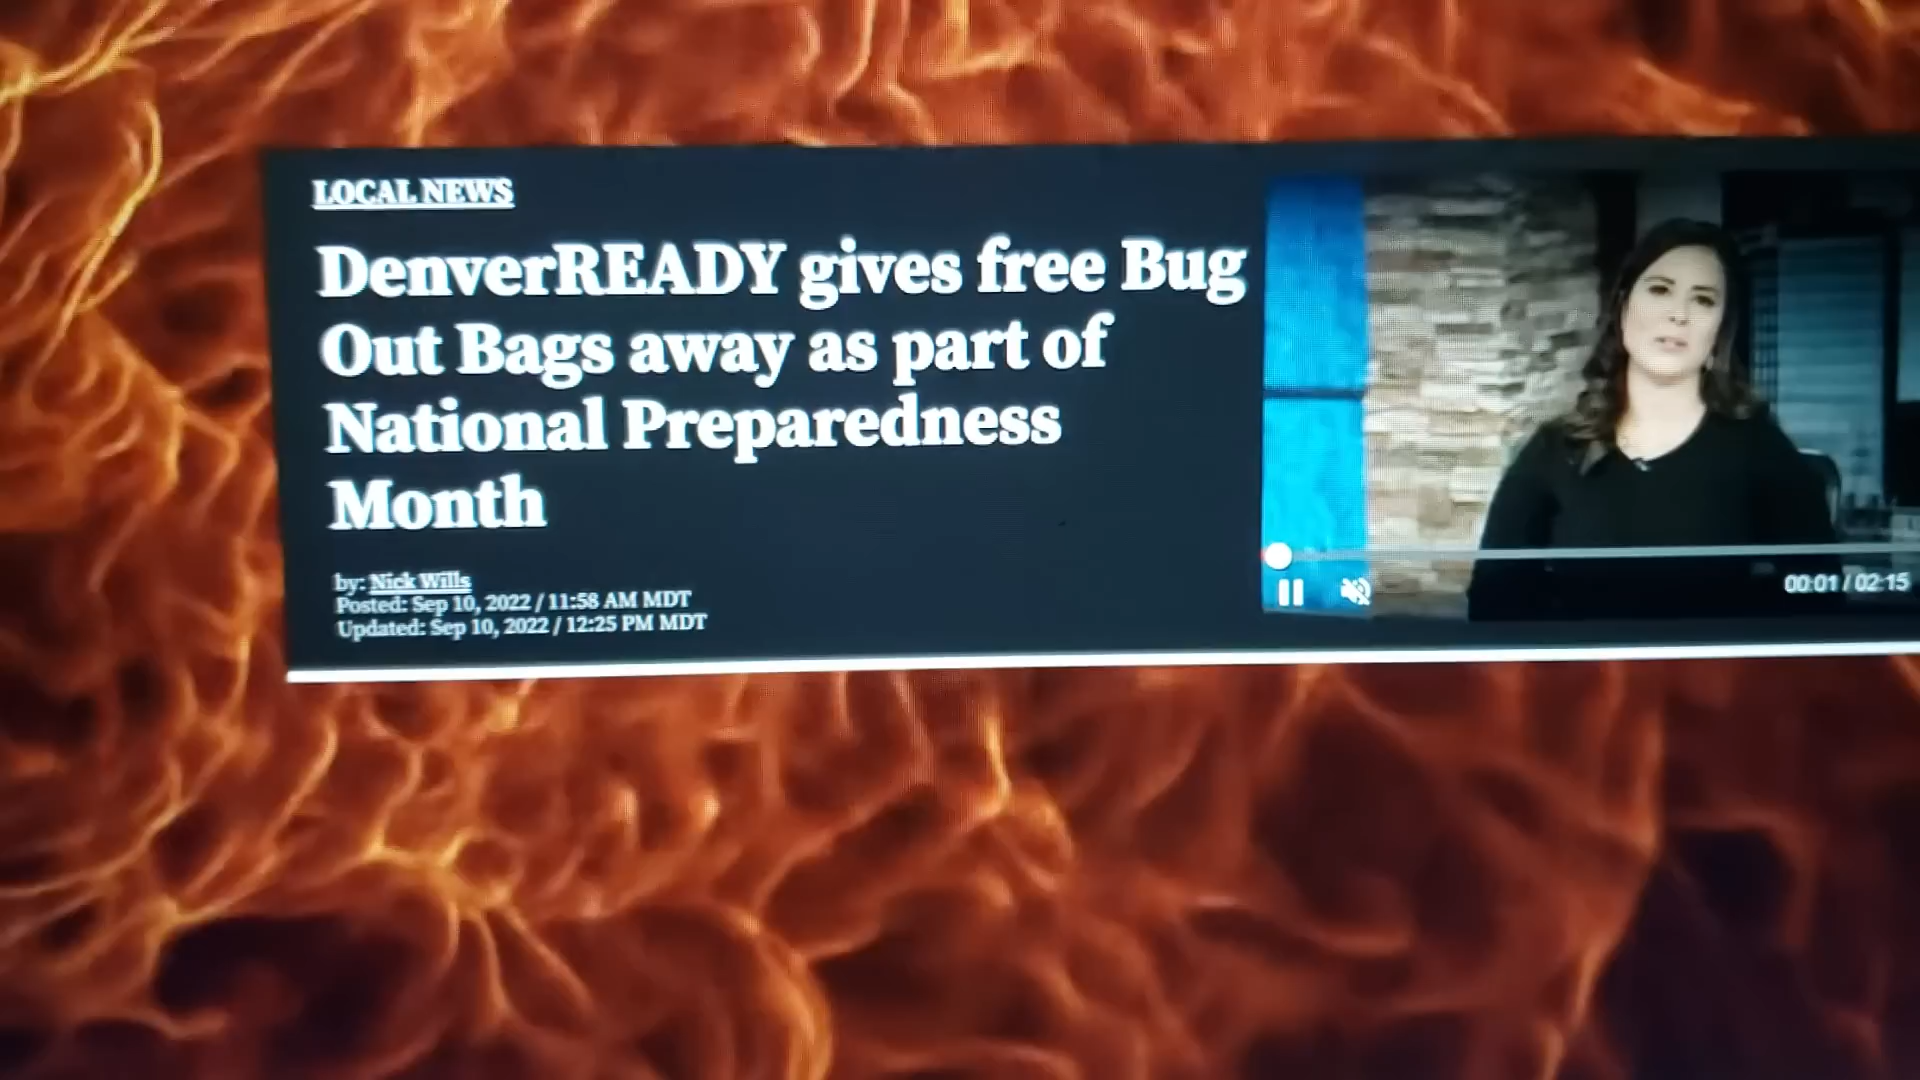 LOCAL NEWS
DenverREADY gives free Bug
Out Bags away as part of
National Preparedness
Month
by: Nick Wills
Posted: Sep 10, 2022 / 11:58 AM MDT
Updated: Sep 10, 2022 / 12:25 PM MDT
00:01 / 02:15